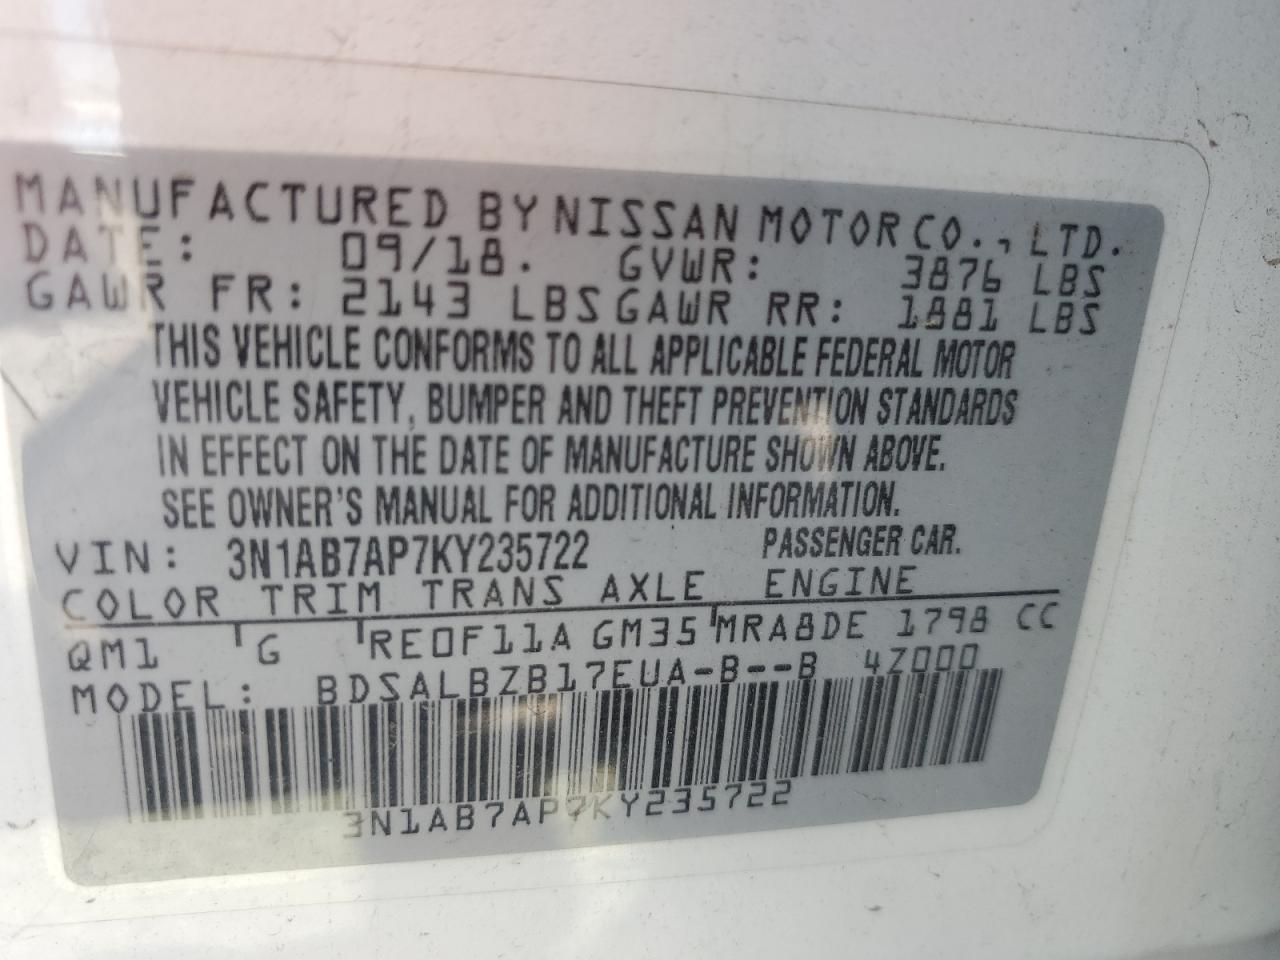 MANUFACTURED BY NISSAN MOTOR CO., LTD.
DATE: 09/18. GVWR: 3876 LBS
GAWR FR: 2143 LBS GAWR RR: 1881 LBS
THIS VEHICLE CONFORMS TO ALL APPLICABLE FEDERAL MOTOR
VEHICLE SAFETY, BUMPER AND THEFT PREVENTION STANDARDS
IN EFFECT ON THE DATE OF MANUFACTURE SHOWN ABOVE.
SEE OWNER'S MANUAL FOR ADDITIONAL INFORMATION.
VIN: 3N1AB7AP7KY235722 PASSENGER CAR.
COLOR TRIM TRANS AXLE ENGINE
QM1 G RE0F11A GM35 MRA8DE 1798 CC
MODEL: BDSALBZB17EUA-B--B 4Z000
3N1AB7AP7KY235722